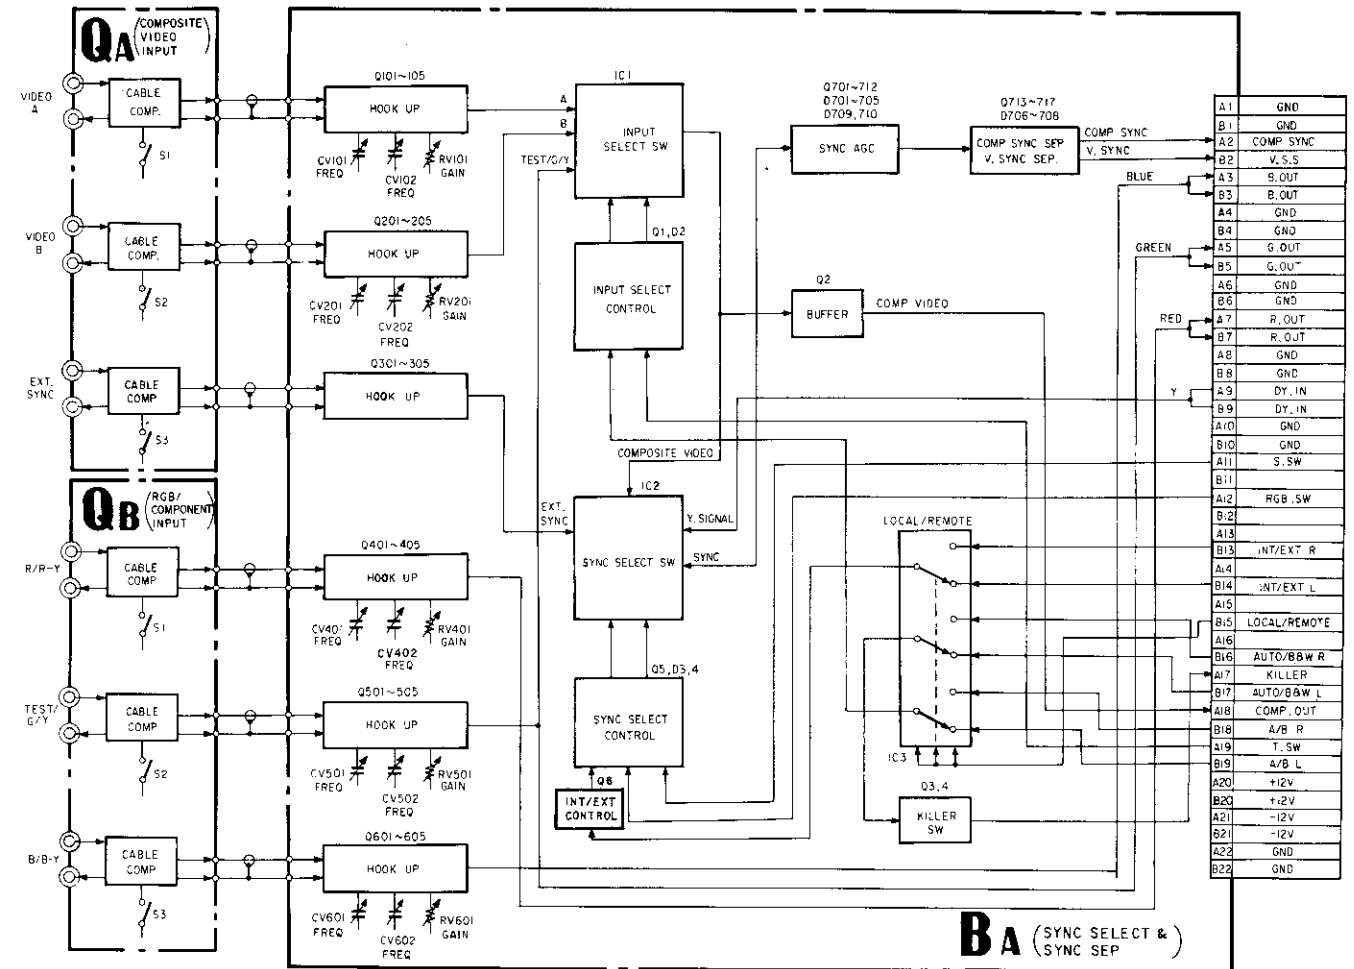 QA (COMPOSITE VIDEO INPUT)
VIDEO A
CABLE COMP.
S1
VIDEO B
CABLE COMP.
S2
EXT. SYNC
CABLE COMP
S3
QB (RGB/ COMPONENT INPUT)
R/R-Y
CABLE COMP
S1
TEST/ G/Y
CABLE COMP
S2
B/B-Y
CABLE COMP
S3
Q101~105
HOOK UP
CV101 FREQ
CV102 FREQ
RV101 GAIN
Q201~205
HOOK UP
CV201 FREQ
CV202 FREQ
RV201 GAIN
Q301~305
HOOK UP
Q401~405
HOOK UP
CV401 FREQ
CV402 FREQ
RV401 GAIN
Q501~505
HOOK UP
CV501 FREQ
CV502 FREQ
RV501 GAIN
Q601~605
HOOK UP
CV601 FREQ
CV602 FREQ
RV601 GAIN
IC1
A
B
TEST/G/Y
INPUT SELECT SW
Q1,D2
INPUT SELECT CONTROL
COMPOSITE VIDEO
IC2
EXT. SYNC
SYNC SELECT SW
Y.SIGNAL
SYNC
Q5,D3,4
SYNC SELECT CONTROL
Q6
INT/EXT CONTROL
Q701~712
D701~705
D709,710
SYNC AGC
Q713~717
D706~708
COMP SYNC SEP
V. SYNC SEP.
COMP SYNC
V. SYNC
Q2
BUFFER
COMP VIDEO
BLUE
GREEN
RED
Y
LOCAL/REMOTE
IC3
Q3,4
KILLER SW
A1 GND
B1 GND
A2 COMP SYNC
B2 V.S.S
A3 B.OUT
B3 B.OUT
A4 GND
B4 GND
A5 G.OUT
B5 G.OUT
A6 GND
B6 GND
A7 R.OUT
B7 R.OUT
A8 GND
B8 GND
A9 DY.IN
B9 DY.IN
A10 GND
B10 GND
A11 S.SW
B11
A12 RGB.SW
B12
A13
B13 INT/EXT R
A14
B14 INT/EXT L
A15
B15 LOCAL/REMOTE
A16
B16 AUTO/B&W R
A17 KILLER
B17 AUTO/B&W L
A18 COMP.OUT
B18 A/B R
A19 T.SW
B19 A/B L
A20 +12V
B20 +12V
A21 -12V
B21 -12V
A22 GND
B22 GND
BA (SYNC SELECT & SYNC SEP)